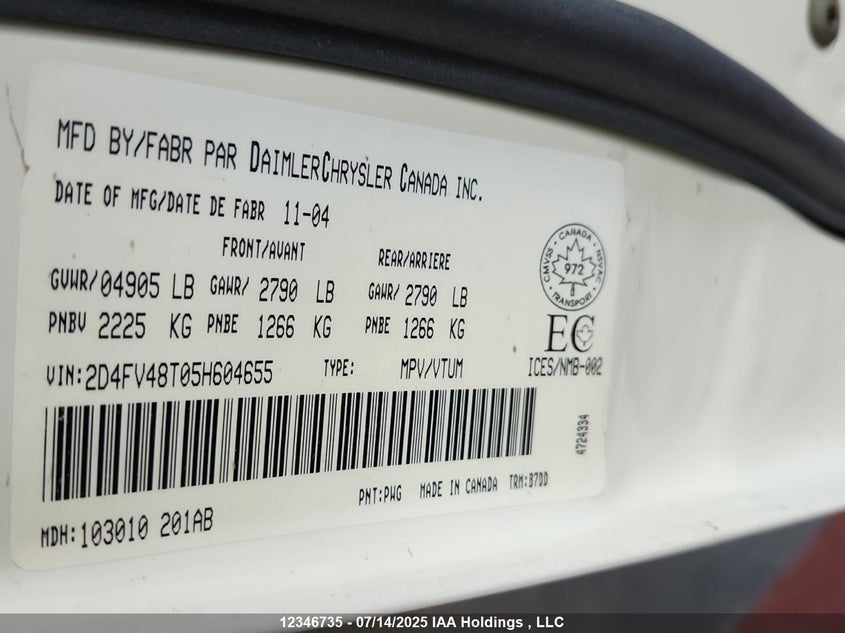 MFD BY/FABR PAR DAIMLERCHRYSLER CANADA INC.
DATE OF MFG/DATE DE FABR 11-04
FRONT/AVANT REAR/ARRIERE
GVWR/04905 LB GAWR/ 2790 LB GAWR/ 2790 LB
PNBV 2225 KG PNBE 1266 KG PNBE 1266 KG
VIN:2D4FV48T05H604655 TYPE: MPV/VTUM
CMVSS • CANADA • NSVAC • TRANSPORT •
972
EC
ICES/NMB-002
4724334
PNT:PWG MADE IN CANADA TRM:B7DD
MDH:103010 201AB
12346735 - 07/14/2025 IAA Holdings , LLC